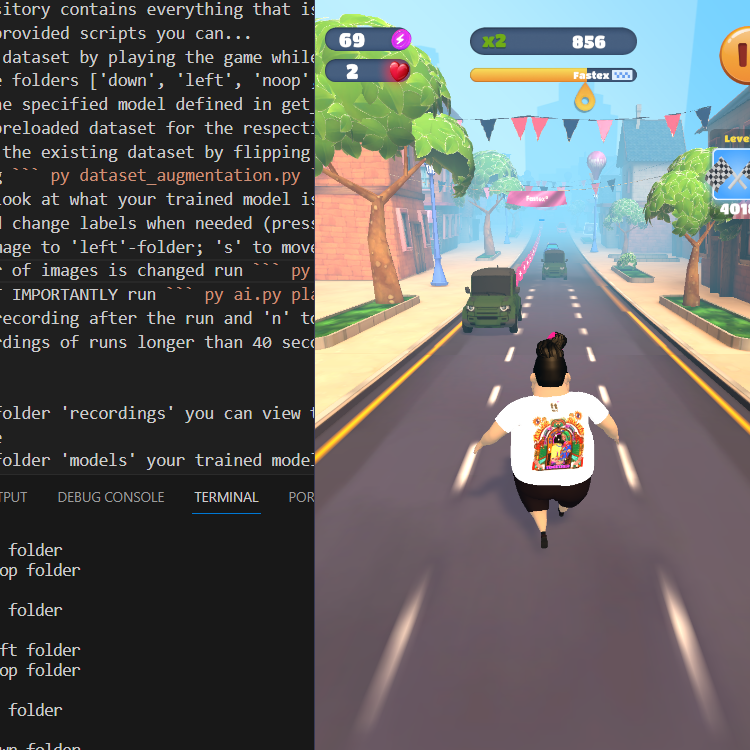 sitory contains everything that is
provided scripts you can...
dataset by playing the game while
e folders ['down', 'left', 'noop'
he specified model defined in get_
preloaded dataset for the respecti
the existing dataset by flipping
g ``` py dataset_augmentation.py
look at what your trained model is
d change labels when needed (press
mage to 'left'-folder; 's' to move
r of images is changed run ``` py
T IMPORTANTLY run ``` py ai.py pla
recording after the run and 'n' to
rdings of runs longer than 40 seco
folder 'recordings' you can view t
e
folder 'models' your trained model
TPUT DEBUG CONSOLE TERMINAL POR
folder
op folder
folder
ft folder
op folder
folder
wn folder
69
2
x2 856
Fastex
Fastex
Leve
401